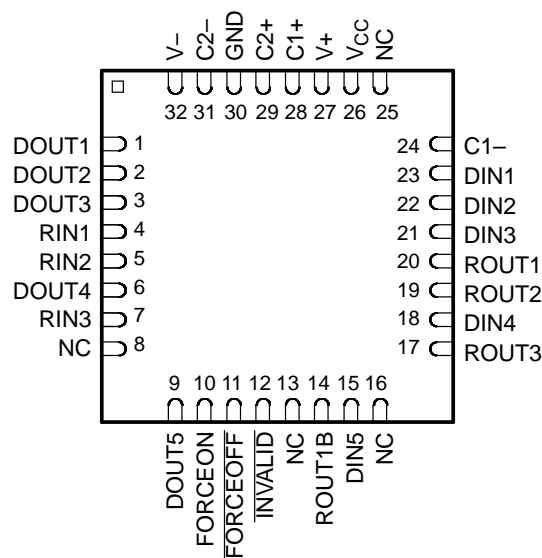 V–
C2–
GND
C2+
C1+
V+
VCC
NC
32 31 30 29 28 27 26 25
DOUT1 1
DOUT2 2
DOUT3 3
RIN1 4
RIN2 5
DOUT4 6
RIN3 7
NC 8
24 C1–
23 DIN1
22 DIN2
21 DIN3
20 ROUT1
19 ROUT2
18 DIN4
17 ROUT3
9 10 11 12 13 14 15 16
DOUT5
FORCEON
FORCEOFF
INVALID
NC
ROUT1B
DIN5
NC